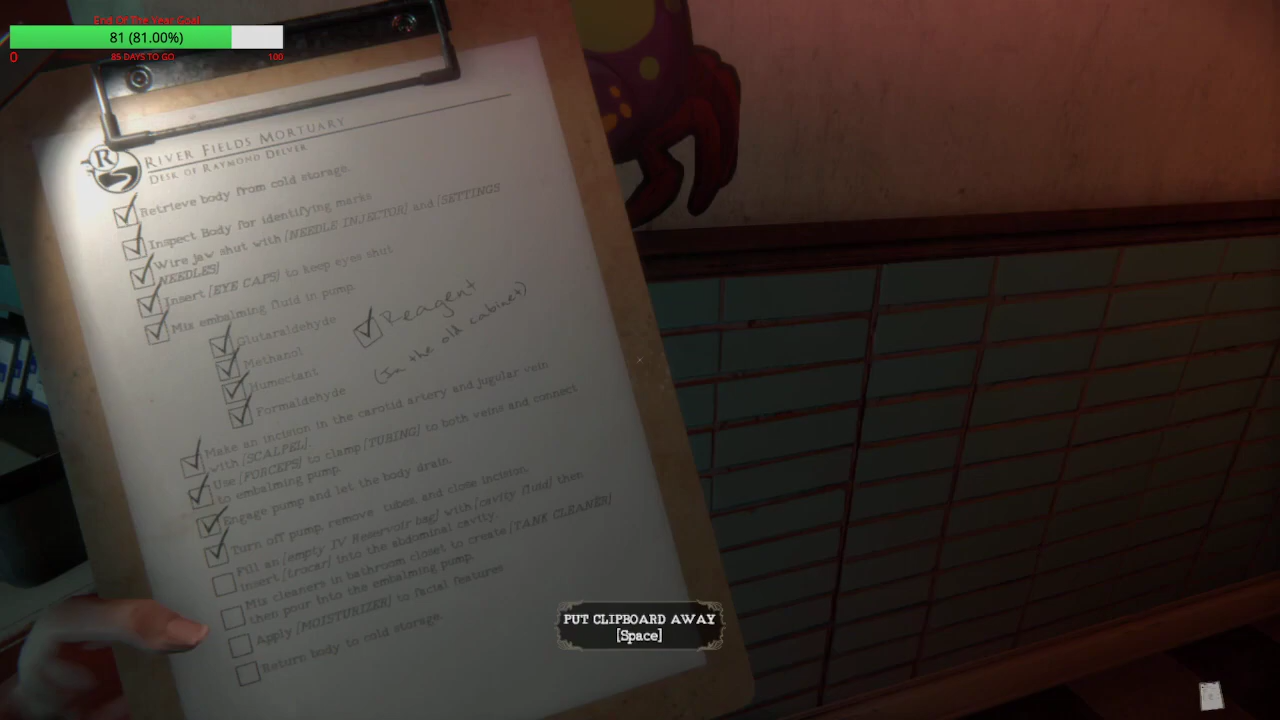 End Of The Year Goal
81 (81.00%)
0
85 DAYS TO GO
100
R
RIVER FIELDS MORTUARY
DESK OF RAYMOND DELVER
Retrieve body from cold storage.
Inspect Body for identifying marks
Wire jaw shut with [NEEDLE INJECTOR] and [SETTINGS
NEEDLES]
Insert [EYE CAPS] to keep eyes shut
Mix embalming fluid in pump.
Glutaraldehyde
Methanol
Humectant
Formaldehyde
Reagent
(In the old cabinet)
Make an incision in the carotid artery and jugular vein
with [SCALPEL].
Use [FORCEPS] to clamp [TUBING] to both veins and connect
to embalming pump.
Engage pump and let the body drain.
Turn off pump, remove tubes, and close incision.
Fill an [empty IV Reservoir bag] with [cavity fluid] then
insert [trocar] into the abdominal cavity.
Mix cleaners in bathroom closet to create [TANK CLEANER]
then pour into the embalming pump.
Apply [MOISTURIZER] to facial features
Return body to cold storage.
PUT CLIPBOARD AWAY
[Space]